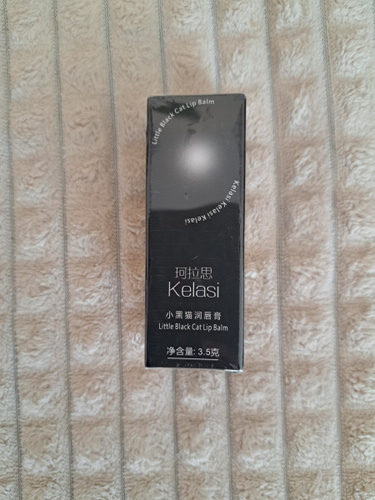 Little Black Cat Lip Balm
Kelasi Kelasi Kelasi
珂拉思
Kelasi
小黑猫润唇膏
Little Black Cat Lip Balm
净含量: 3.5克